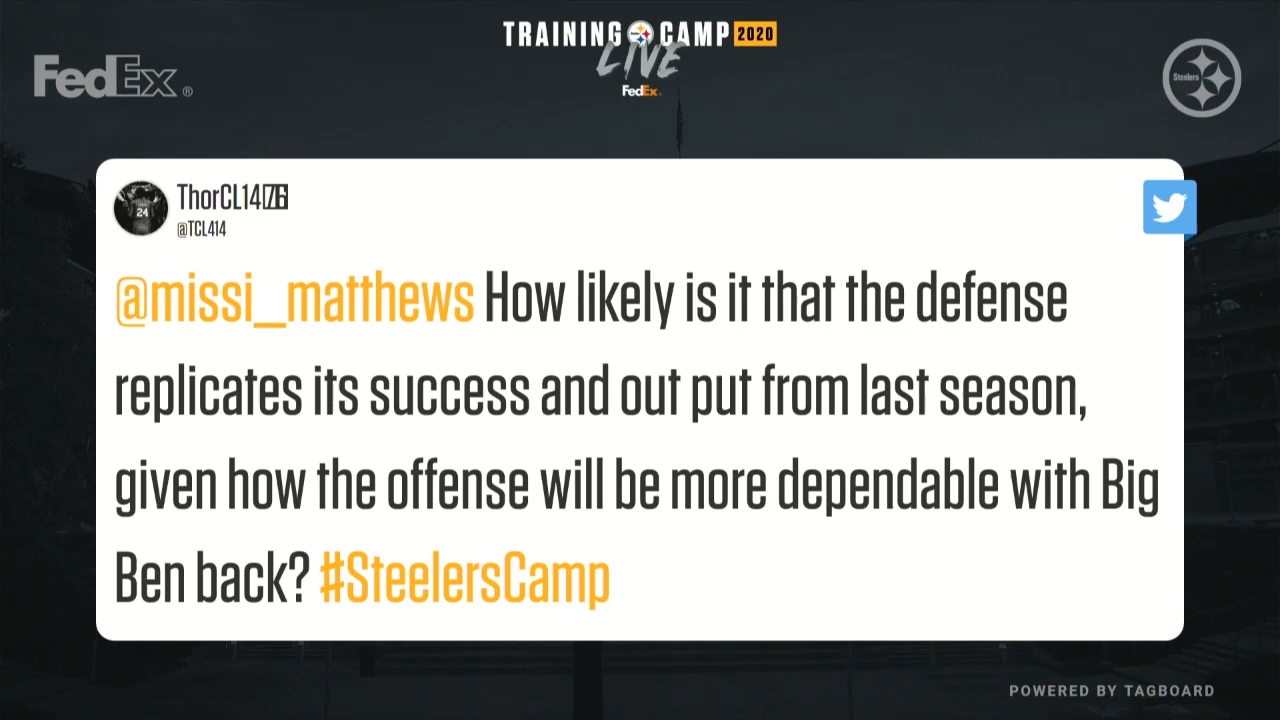 TRAINING CAMP 2020
LIVE
FedEx
FedEx®
Steelers
ThorCL14
@TCL414
24
@missi_matthews How likely is it that the defense
replicates its success and out put from last season,
given how the offense will be more dependable with Big
Ben back? #SteelersCamp
POWERED BY TAGBOARD